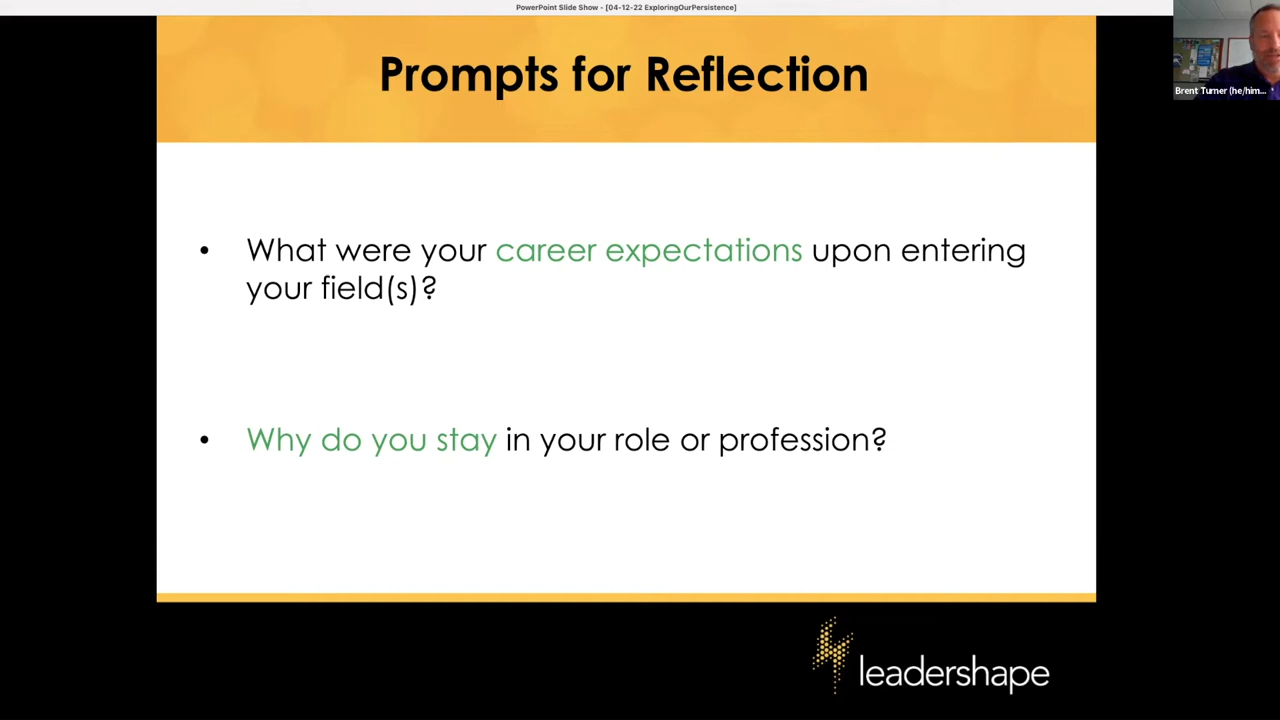 PowerPoint Slide Show - [04-12-22 ExploringOurPersistence]
Prompts for Reflection
Brent Turner (he/him...
• What were your career expectations upon entering
your field(s)?
• Why do you stay in your role or profession?
leadershape